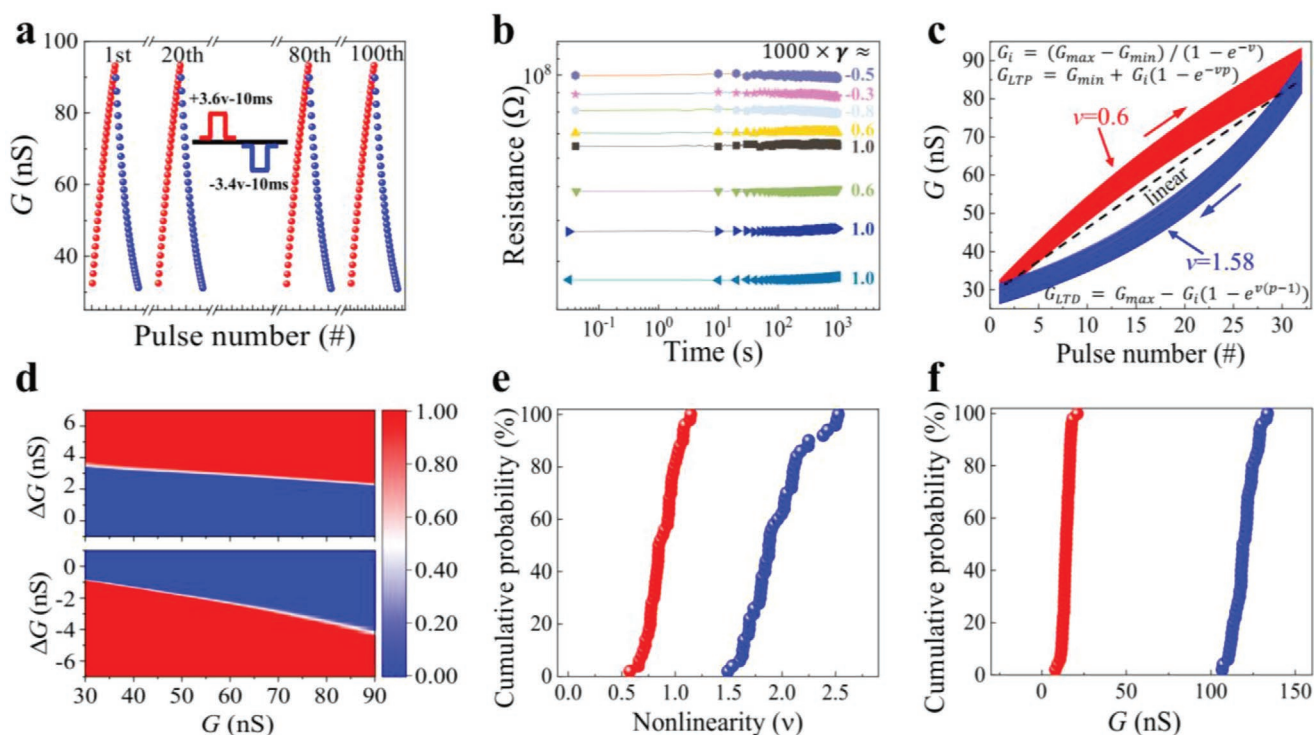 a
1st 20th 80th 100th
+3.6v-10ms
-3.4v-10ms
100
80
60
40
G (nS)
Pulse number (#)
b
1000 × γ ≈
-0.5
-0.3
-0.8
0.6
1.0
0.6
1.0
1.0
10^8
Resistance (Ω)
10^-1 10^0 10^1 10^2 10^3
Time (s)
c
G_i = (G_max − G_min)/(1 − e^−v)
G_LTP = G_min + G_i(1 − e^−vp)
v=0.6
linear
v=1.58
G_LTD = G_max − G_i(1 − e^v(p−1))
90
80
70
60
50
40
30
G (nS)
0 5 10 15 20 25 30
Pulse number (#)
d
6
4
2
0
ΔG (nS)
0
-2
-4
-6
ΔG (nS)
30 40 50 60 70 80 90
G (nS)
1.00
0.80
0.60
0.40
0.20
0.00
e
100
80
60
40
20
0
Cumulative probability (%)
0.0 0.5 1.0 1.5 2.0 2.5
Nonlinearity (ν)
f
100
80
60
40
20
0
Cumulative probability (%)
0 50 100 150
G (nS)